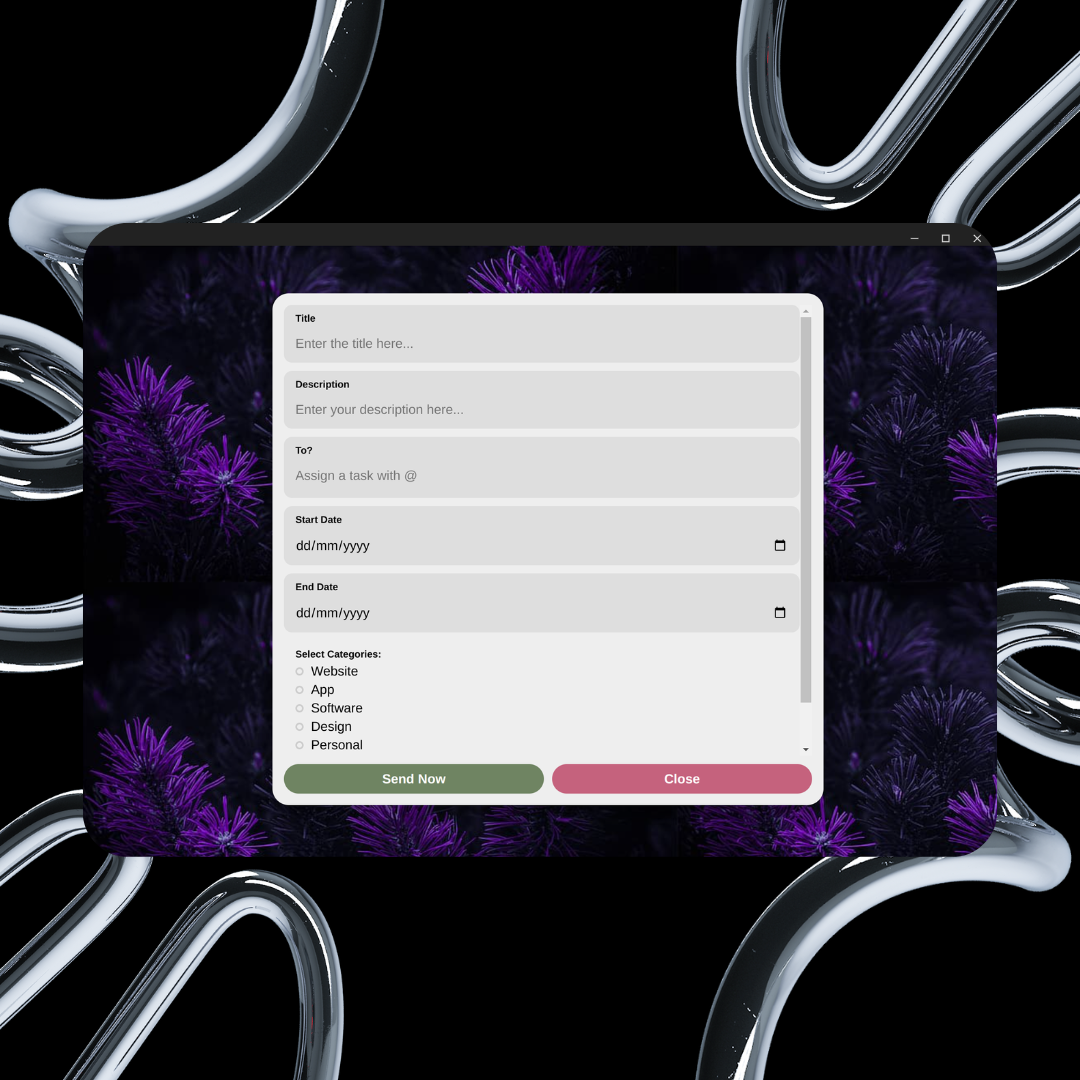 Title
Enter the title here...
Description
Enter your description here...
To?
Assign a task with @
Start Date
dd/mm/yyyy
End Date
dd/mm/yyyy
Select Categories:
Website
App
Software
Design
Personal
Send Now
Close